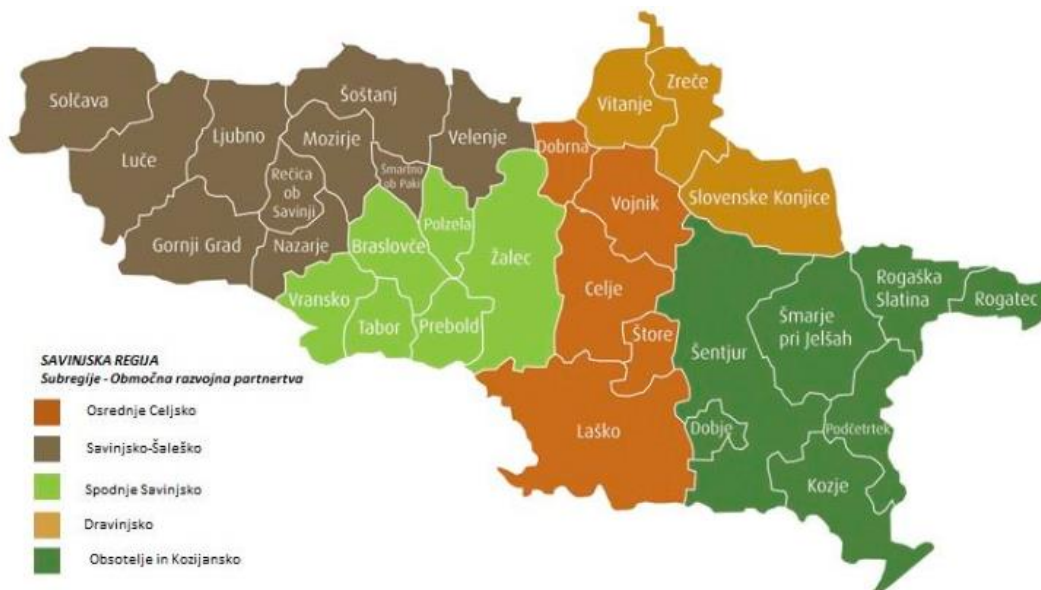 Solčava
Luče
Ljubno
Šoštanj
Mozirje
Velenje
Rečica
ob
Savinji
Šmartno
ob Paki
Gornji Grad
Nazarje
Braslovče
Polzela
Žalec
Vransko
Tabor
Prebold
Dobrna
Vojnik
Celje
Štore
Laško
Vitanje
Zreče
Slovenske Konjice
Šentjur
Šmarje
pri Jelšah
Rogaška
Slatina
Rogatec
Dobje
Podčetrtek
Kozje
SAVINJSKA REGIJA
Subregije - Območna razvojna partnertva
Osrednje Celjsko
Savinjsko-Šaleško
Spodnje Savinjsko
Dravinjsko
Obsotelje in Kozijansko